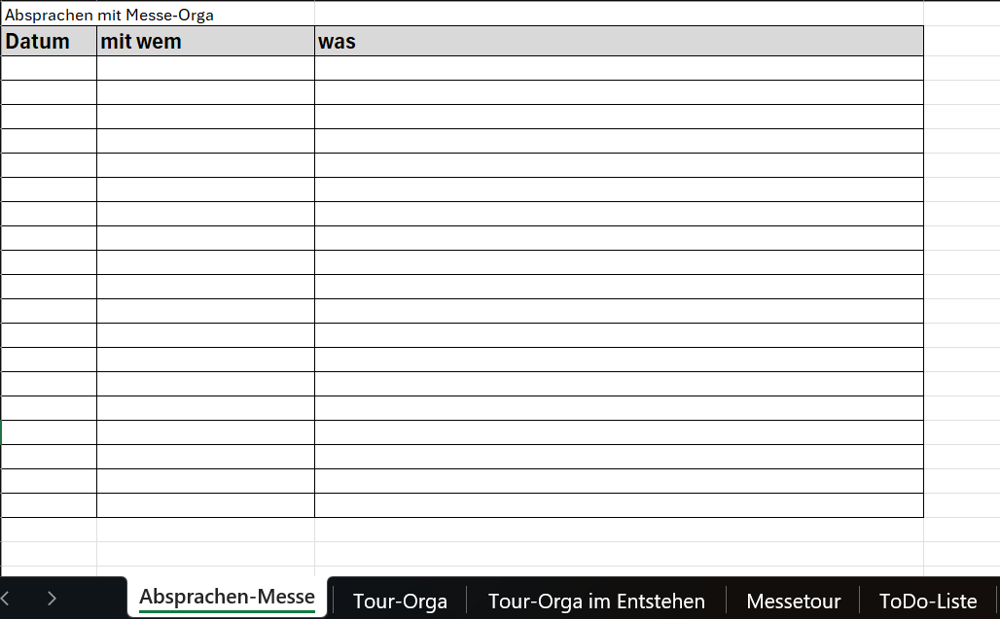 Absprachen mit Messe-Orga
Datum mit wem was
Absprachen-Messe Tour-Orga Tour-Orga im Entstehen Messetour ToDo-Liste